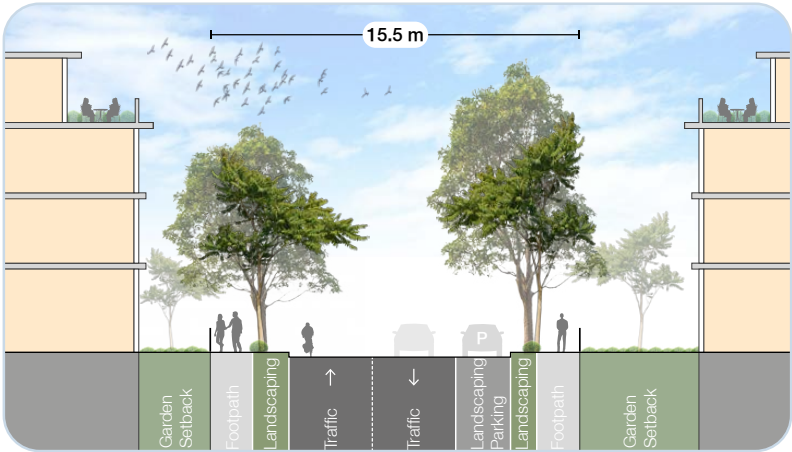 15.5 m
P
Garden
Setback
Footpath
Landscaping
Traffic
Traffic
Landscaping
Parking
Landscaping
Footpath
Garden
Setback